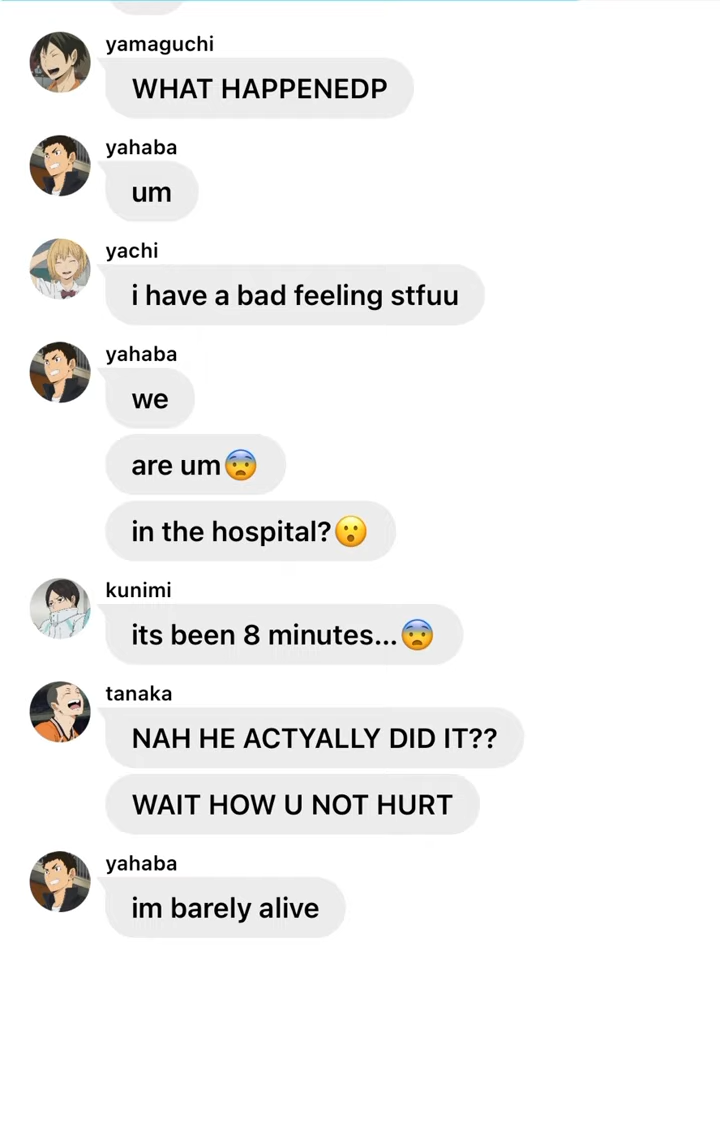 yamaguchi
WHAT HAPPENEDP
yahaba
um
yachi
i have a bad feeling stfuu
yahaba
we
are um😨
in the hospital?😮
kunimi
its been 8 minutes...😨
tanaka
NAH HE ACTYALLY DID IT??
WAIT HOW U NOT HURT
yahaba
im barely alive